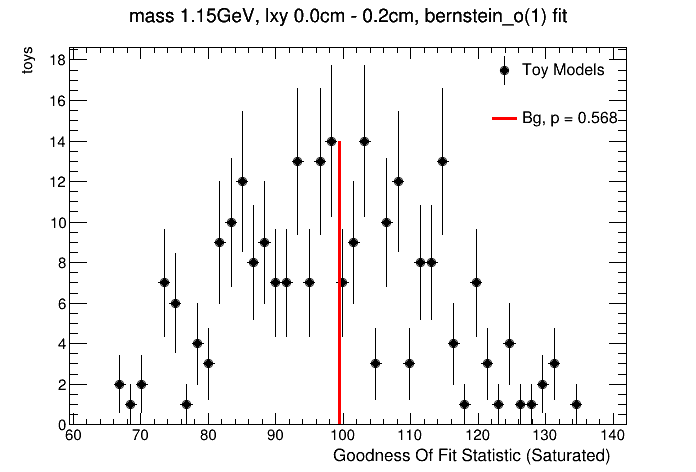 mass 1.15GeV, lxy 0.0cm - 0.2cm, bernstein_o(1) fit
toys
18
16
14
12
10
8
6
4
2
0
Toy Models
Bg, p = 0.568
60 70 80 90 100 110 120 130 140
Goodness Of Fit Statistic (Saturated)